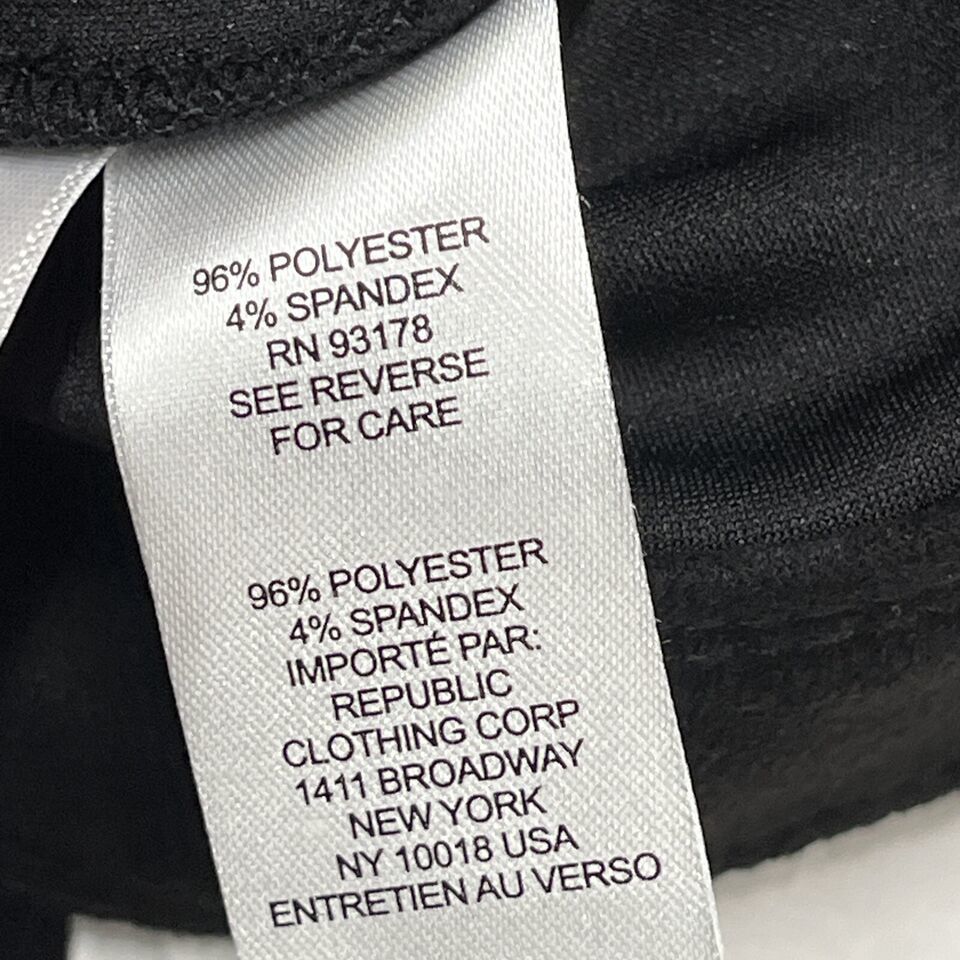 96% POLYESTER
4% SPANDEX
RN 93178
SEE REVERSE
FOR CARE
96% POLYESTER
4% SPANDEX
IMPORTÉ PAR:
REPUBLIC
CLOTHING CORP
1411 BROADWAY
NEW YORK
NY 10018 USA
ENTRETIEN AU VERSO